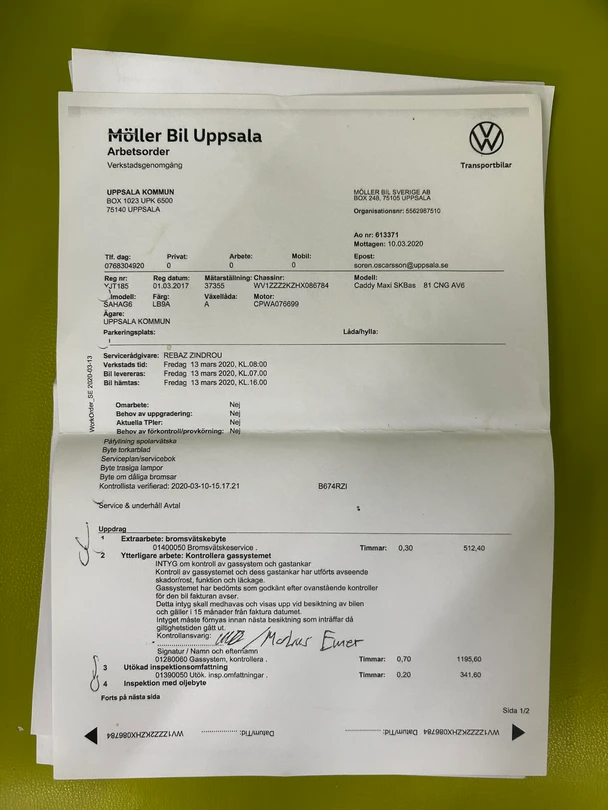 Möller Bil Uppsala
Arbetsorder
Verkstadsgenomgång
Transportbilar
UPPSALA KOMMUN
BOX 1023 UPK 6500
75140 UPPSALA
MÖLLER BIL SVERIGE AB
BOX 248, 75105 UPPSALA
Organisationsnr: 5562987510
Ao nr: 613371
Mottagen: 10.03.2020
Tlf. dag: Privat: Arbete: Mobil: Epost:
0768304920 0 0 0 soren.oscarsson@uppsala.se
Reg nr: Reg datum: Mätarställning: Chassinr: Modell:
YJT185 01.03.2017 37355 WV1ZZZ2KZHX086784 Caddy Maxi SKBas 81 CNG AV6
.lmodell: Färg: Växellåda: Motor:
SAHAG6 LB9A A CPWA076699
Ägare:
UPPSALA KOMMUN
Parkeringsplats: Låda/hylla:
Servicerådgivare: REBAZ ZINDROU
Verkstads tid: Fredag 13 mars 2020, KL.08:00
Bil levereras: Fredag 13 mars 2020, KL.07.00
Bil hämtas: Fredag 13 mars 2020, KL.16.00
WorkOrder_SE 2020-03-13
Omarbete: Nej
Behov av uppgradering: Nej
Aktuella TPIer: Nej
Behov av förkontroll/provkörning: Nej
Påfyllning spolarvätska
Byte torkarblad
Serviceplan/servicebok
Byte trasiga lampor
Byte om dåliga bromsar
Kontrollista verifierad: 2020-03-10-15.17.21 B674RZI
Service & underhåll Avtal
Uppdrag
1 Extraarbete: bromsvätskebyte
01400050 Bromsvätskeservice . Timmar: 0,30 512,40
2 Ytterligare arbete: Kontrollera gassystemet
INTYG om kontroll av gassystem och gastankar
Kontroll av gassystemet och dess gastankar har utförts avseende
skador/rost, funktion och läckage.
Gassystemet har bedömts som godkänt efter ovanstående kontroller
för den bil fakturan avser.
Detta intyg skall medhavas och visas upp vid besiktning av bilen
och gäller i 15 månader från faktura datumet.
Intyget måste förnyas innan nästa besiktning som inträffar då
giltighetstiden gått ut.
Kontrollansvarig:
Signatur / Namn och efternamn
01280060 Gassystem, kontrollera . Timmar: 0,70 1195,60
3 Utökad inspektionsomfattning
01390050 Utök. insp.omfattningar . Timmar: 0.20 341,60
4 Inspektion med oljebyte
Forts på nästa sida
Sida 1/2
WV1ZZZ2KZHX086784 Datum/Tid: Datum/Tid: WV1ZZZ2KZHX086784